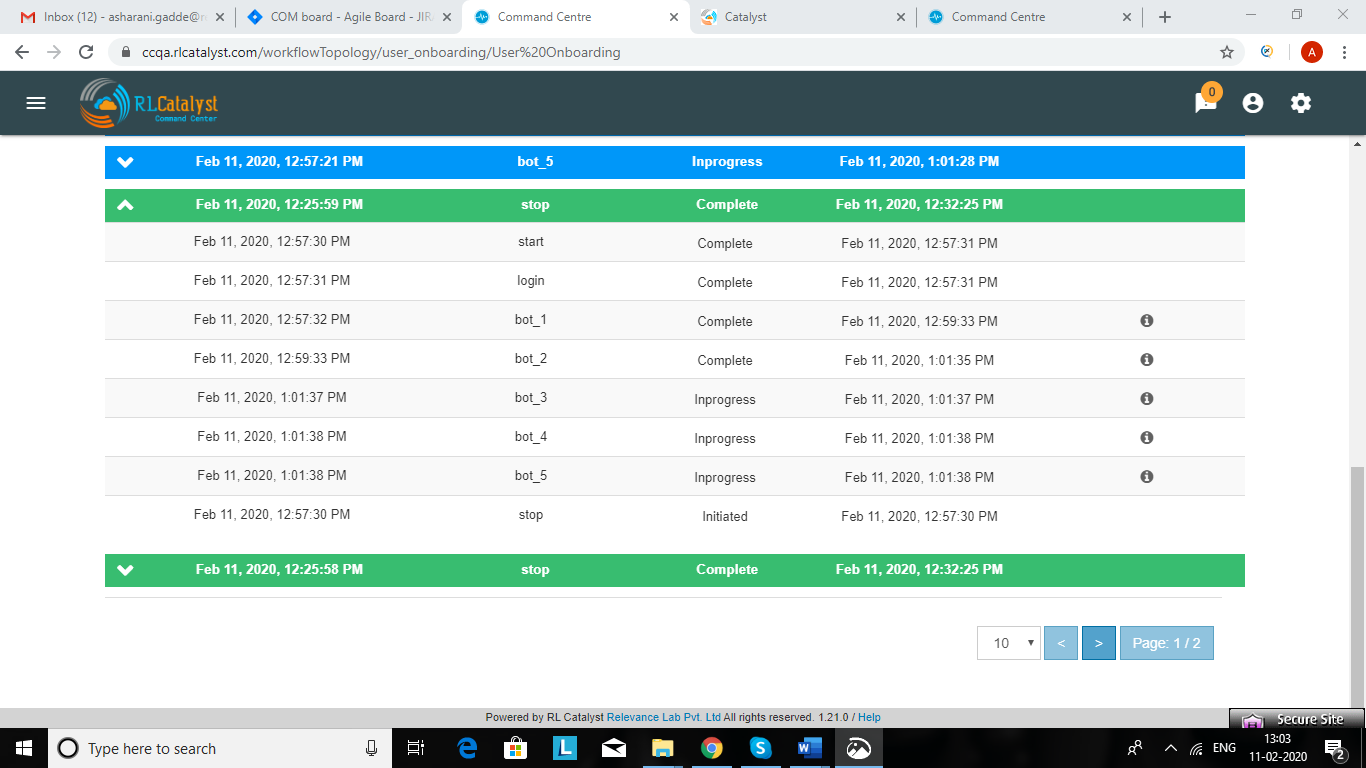 Inbox (12) - asharani.gadde@r
COM board - Agile Board - JIR
Command Centre
Catalyst
Command Centre
ccqa.rlcatalyst.com/workflowTopology/user_onboarding/User%20Onboarding
A
RLCatalyst
Command Center
0
Feb 11, 2020, 12:57:21 PM bot_5 Inprogress Feb 11, 2020, 1:01:28 PM
Feb 11, 2020, 12:25:59 PM stop Complete Feb 11, 2020, 12:32:25 PM
Feb 11, 2020, 12:57:30 PM start Complete Feb 11, 2020, 12:57:31 PM
Feb 11, 2020, 12:57:31 PM login Complete Feb 11, 2020, 12:57:31 PM
Feb 11, 2020, 12:57:32 PM bot_1 Complete Feb 11, 2020, 12:59:33 PM
Feb 11, 2020, 12:59:33 PM bot_2 Complete Feb 11, 2020, 1:01:35 PM
Feb 11, 2020, 1:01:37 PM bot_3 Inprogress Feb 11, 2020, 1:01:37 PM
Feb 11, 2020, 1:01:38 PM bot_4 Inprogress Feb 11, 2020, 1:01:38 PM
Feb 11, 2020, 1:01:38 PM bot_5 Inprogress Feb 11, 2020, 1:01:38 PM
Feb 11, 2020, 12:57:30 PM stop Initiated Feb 11, 2020, 12:57:30 PM
Feb 11, 2020, 12:25:58 PM stop Complete Feb 11, 2020, 12:32:25 PM
10 < > Page: 1 / 2
Powered by RL Catalyst Relevance Lab Pvt. Ltd All rights reserved. 1.21.0 / Help
Secure Site
Type here to search
ENG
13:03
11-02-2020
2